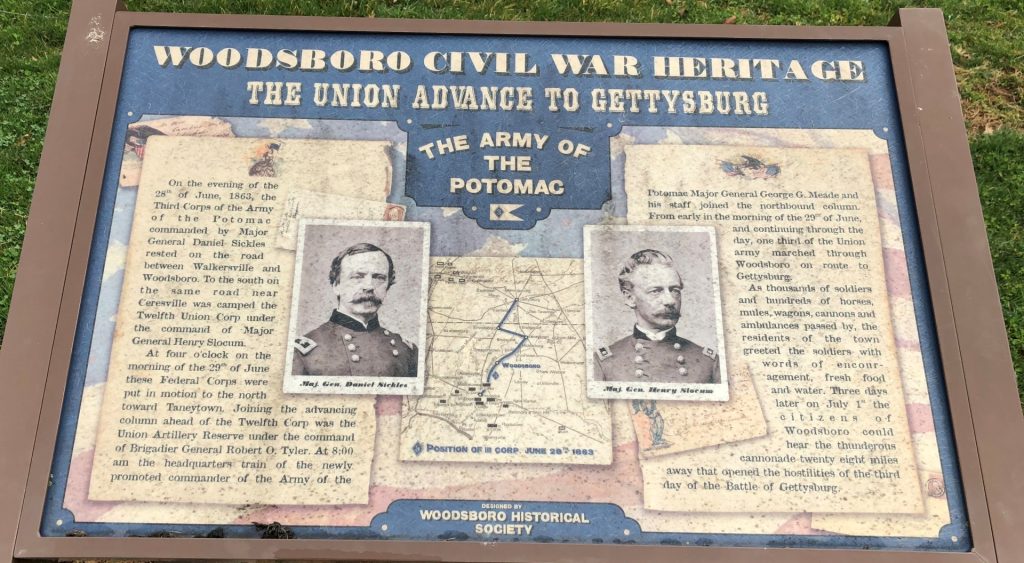 WOODSBORO CIVIL WAR HERITAGE
THE UNION ADVANCE TO GETTYSBURG
THE ARMY OF
THE
POTOMAC
On the evening of the
28th of June, 1863, the
Third Corps of the Army
of the Potomac
commanded by Major
General Daniel Sickles
rested on the road
between Walkersville and
Woodsboro. To the south on
the same road near
Ceresville was camped the
Twelfth Union Corp under
the command of Major
General Henry Slocum.
At four o'clock on the
morning of the 29th of June
these Federal Corps were
put in motion to the north
toward Taneytown. Joining the advancing
column ahead of the Twelfth Corp was the
Union Artillery Reserve under the command
of Brigadier General Robert O. Tyler. At 8:00
am the headquarters train of the newly
promoted commander of the Army of the
Maj. Gen. Daniel Sickles
WOODSBORO
POSITION OF III CORP. JUNE 28TH 1863
Maj. Gen. Henry Slocum
Potomac Major General George G. Meade and
his staff joined the northbound column.
From early in the morning of the 29th of June,
and continuing through the
day, one third of the Union
army marched through
Woodsboro on route to
Gettysburg.
As thousands of soldiers
and hundreds of horses,
mules, wagons, cannons and
ambulances passed by, the
residents of the town
greeted the soldiers with
words of encour-
agement, fresh food
and water. Three days
later on July 1st the
citizens of
Woodsboro could
hear the thunderous
cannonade twenty eight miles
away that opened the hostilities of the third
day of the Battle of Gettysburg.
DESIGNED BY
WOODSBORO HISTORICAL
SOCIETY